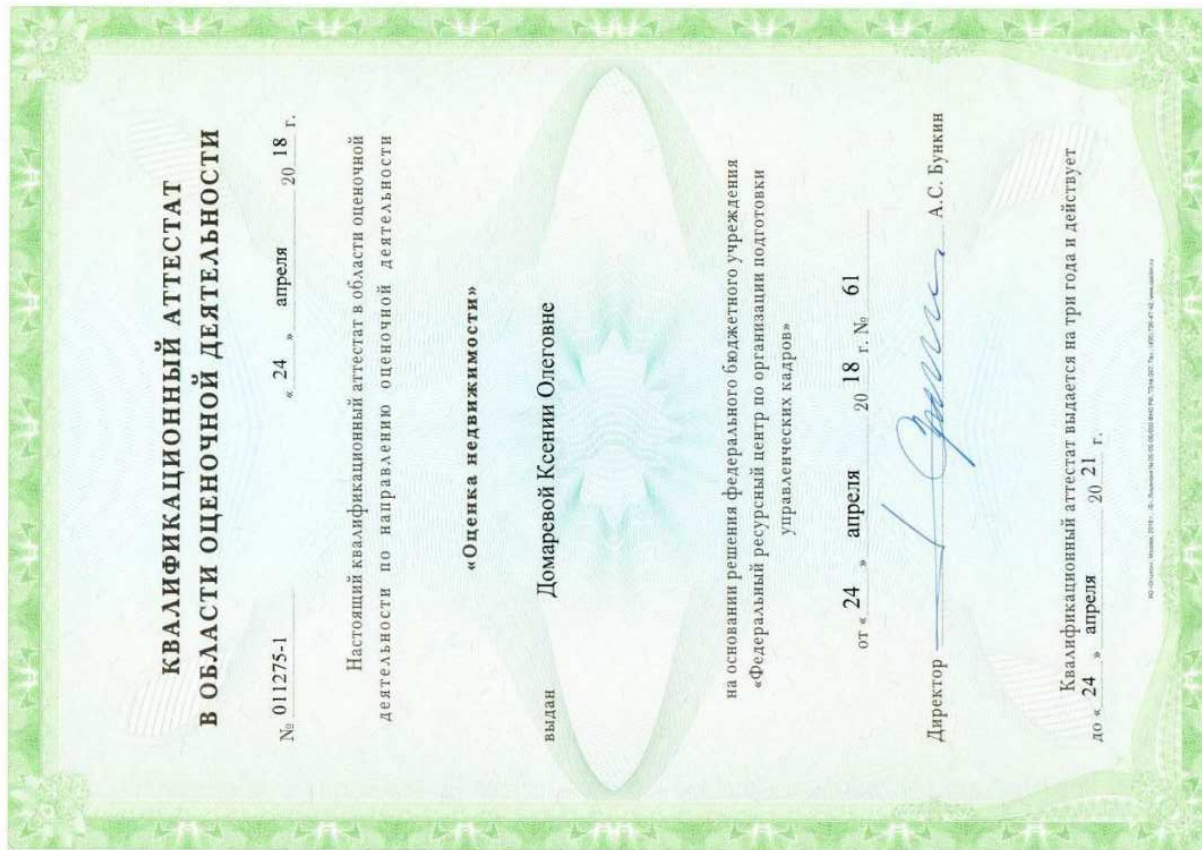 КВАЛИФИКАЦИОННЫЙ АТТЕСТАТ
В ОБЛАСТИ ОЦЕНОЧНОЙ ДЕЯТЕЛЬНОСТИ
№ 011275-1 « 24 » апреля 20 18 г.
Настоящий квалификационный аттестат в области оценочной
деятельности по направлению оценочной деятельности
«Оценка недвижимости»
выдан Домаревой Ксении Олеговне
на основании решения федерального бюджетного учреждения
«Федеральный ресурсный центр по организации подготовки
управленческих кадров»
от « 24 » апреля 20 18 г. № 61
Директор А.С. Бункин
Квалификационный аттестат выдается на три года и действует
до « 24 » апреля 20 21 г.